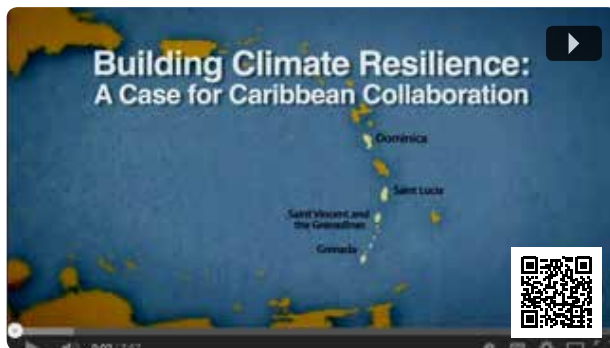 Building Climate Resilience:
A Case for Caribbean Collaboration
Dominica
Saint Lucia
Saint Vincent and
the Grenadines
Grenada